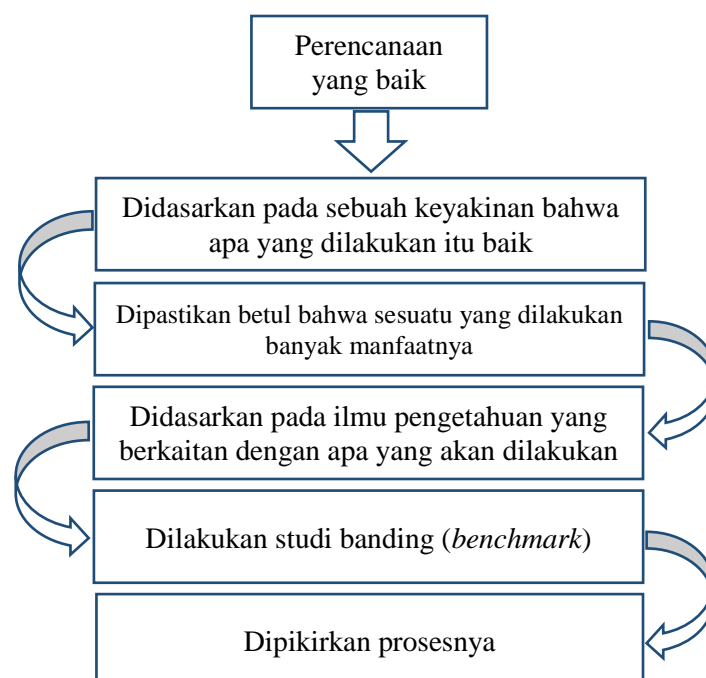 Perencanaan
yang baik
Didasarkan pada sebuah keyakinan bahwa
apa yang dilakukan itu baik
Dipastikan betul bahwa sesuatu yang dilakukan
banyak manfaatnya
Didasarkan pada ilmu pengetahuan yang
berkaitan dengan apa yang akan dilakukan
Dilakukan studi banding (benchmark)
Dipikirkan prosesnya